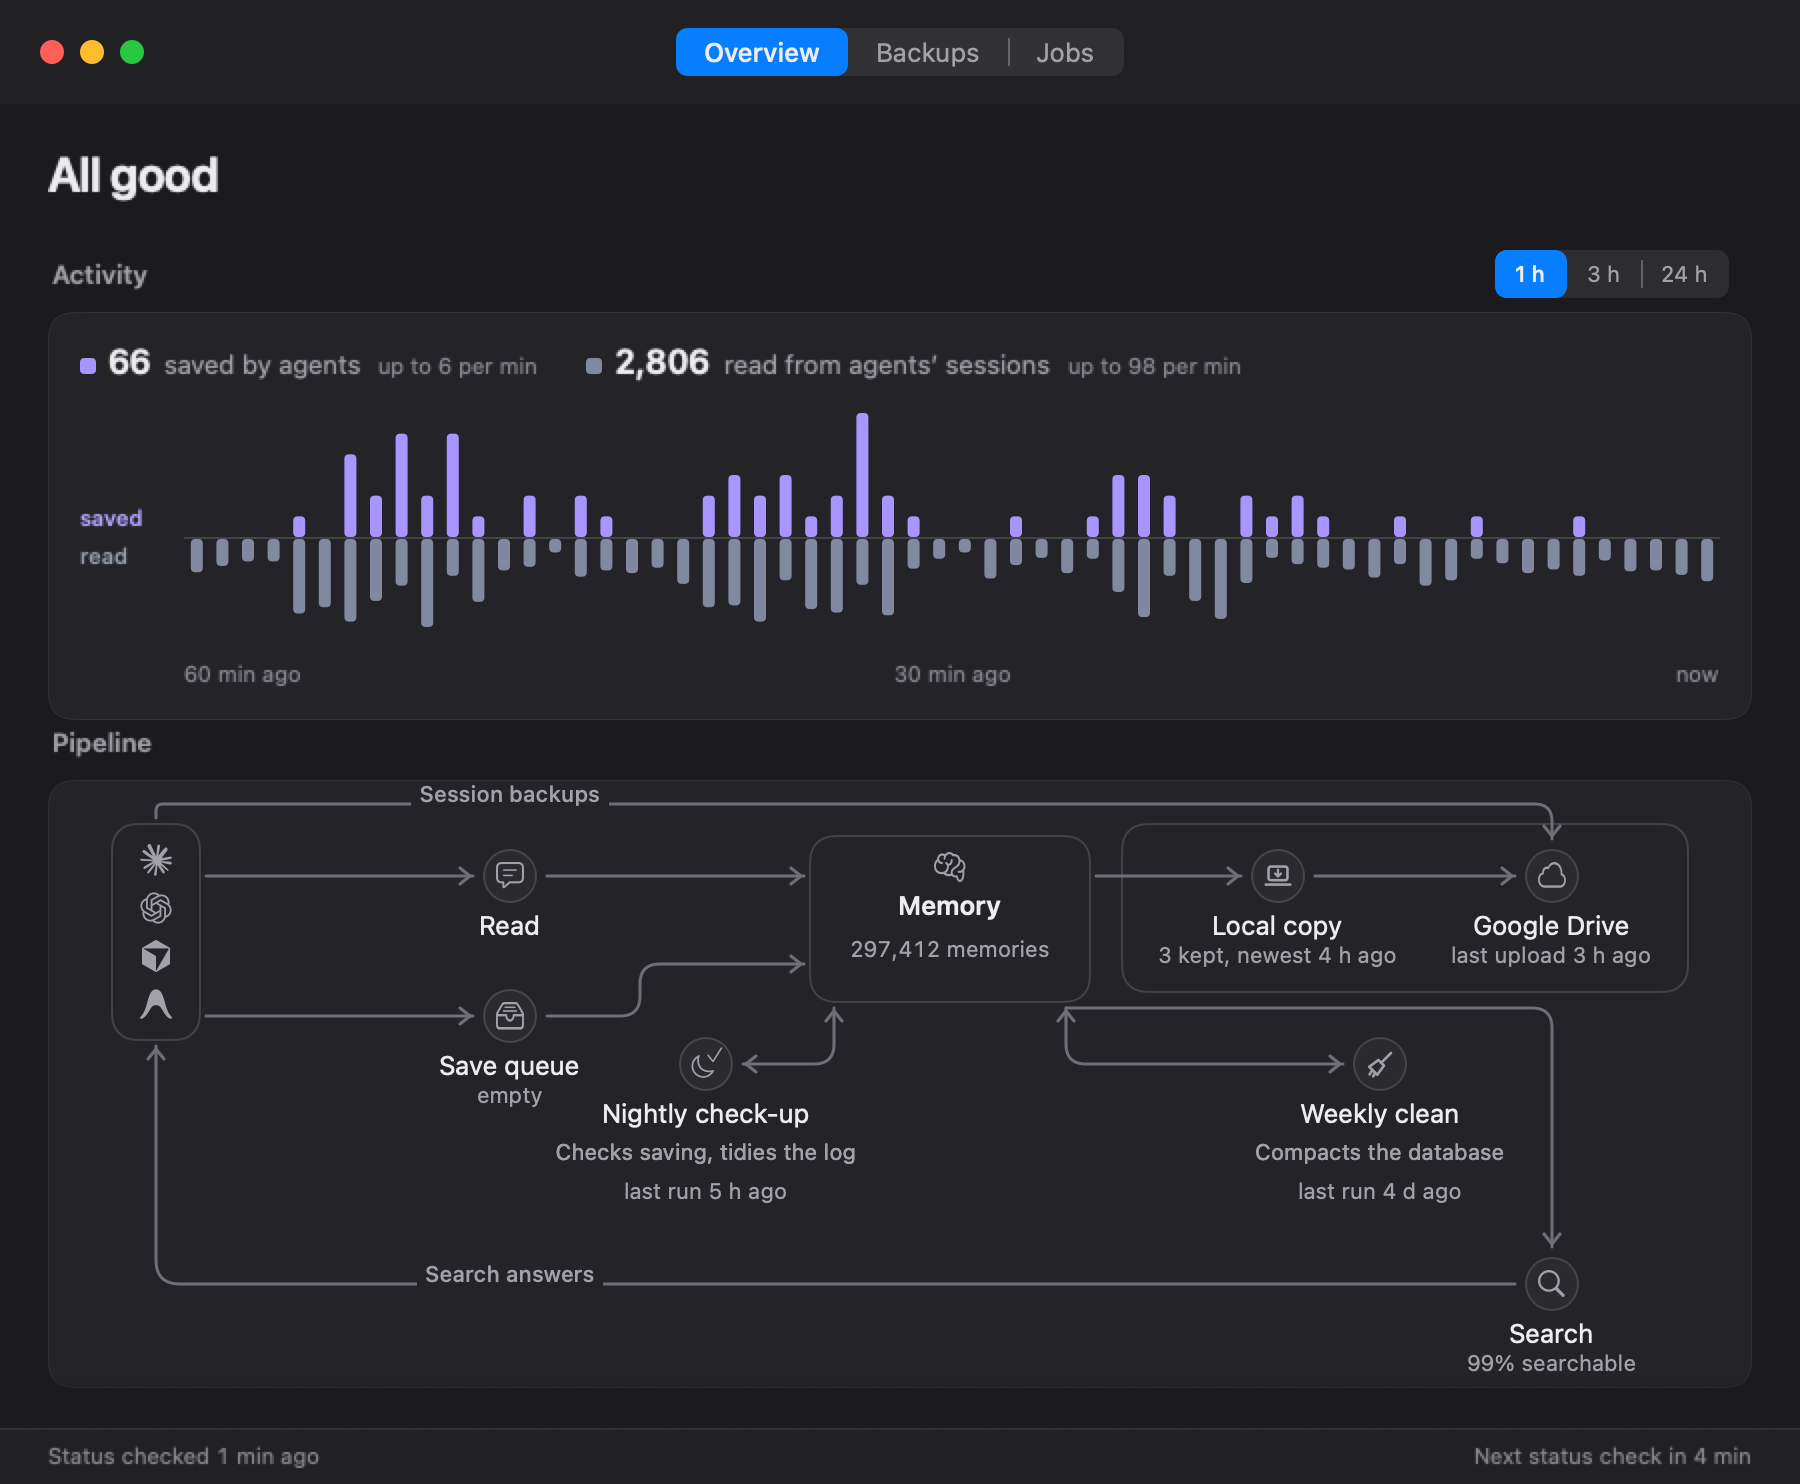 Overview
Backups
Jobs
All good
Activity
1 h
3 h
24 h
66 saved by agents up to 6 per min
2,806 read from agents’ sessions up to 98 per min
saved
read
60 min ago
30 min ago
now
Pipeline
Session backups
Read
Memory
297,412 memories
Local copy
3 kept, newest 4 h ago
Google Drive
last upload 3 h ago
Save queue
empty
Nightly check-up
Checks saving, tidies the log
last run 5 h ago
Weekly clean
Compacts the database
last run 4 d ago
Search answers
Search
99% searchable
Status checked 1 min ago
Next status check in 4 min